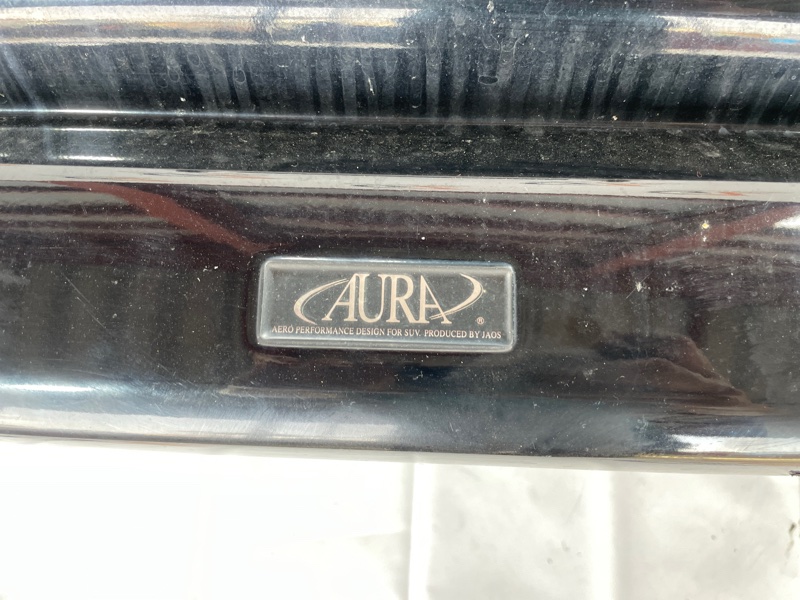 AURA
®
AERO PERFORMANCE DESIGN FOR SUV. PRODUCED BY JAOS